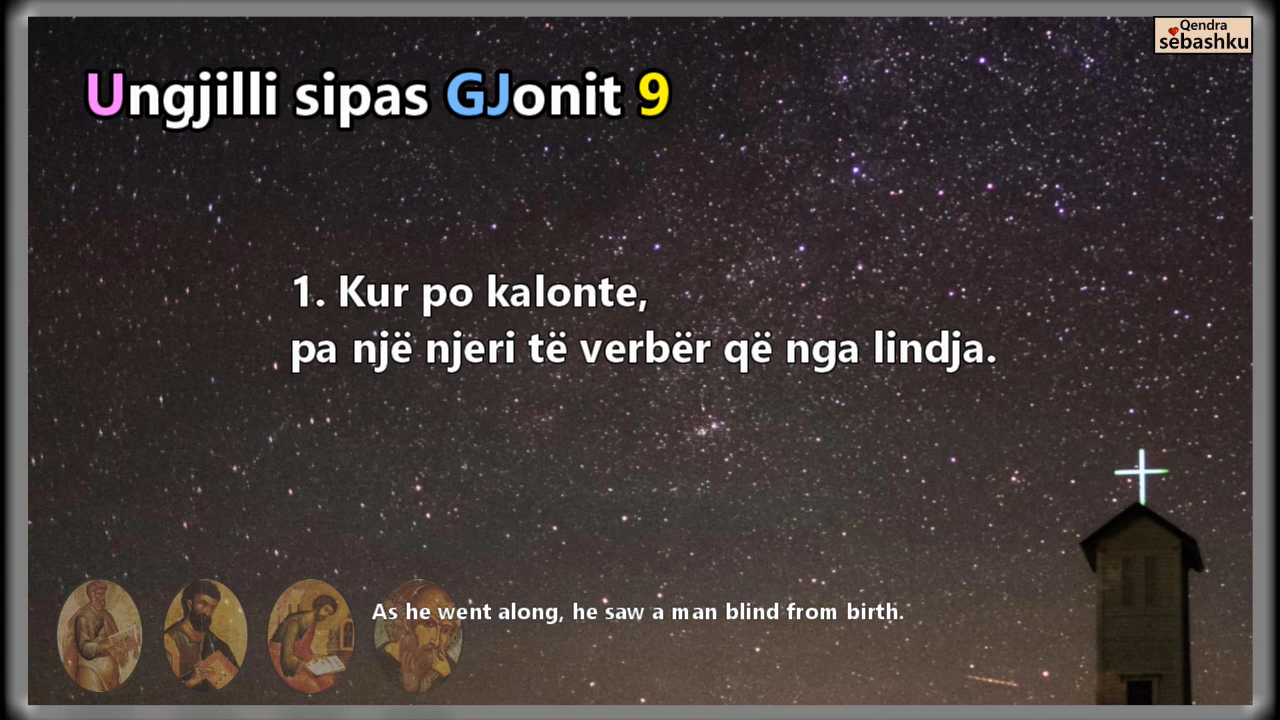 Qendra
sebashku
Ungjilli sipas GJonit 9
1. Kur po kalonte,
pa një njeri të verbër që nga lindja.
As he went along, he saw a man blind from birth.